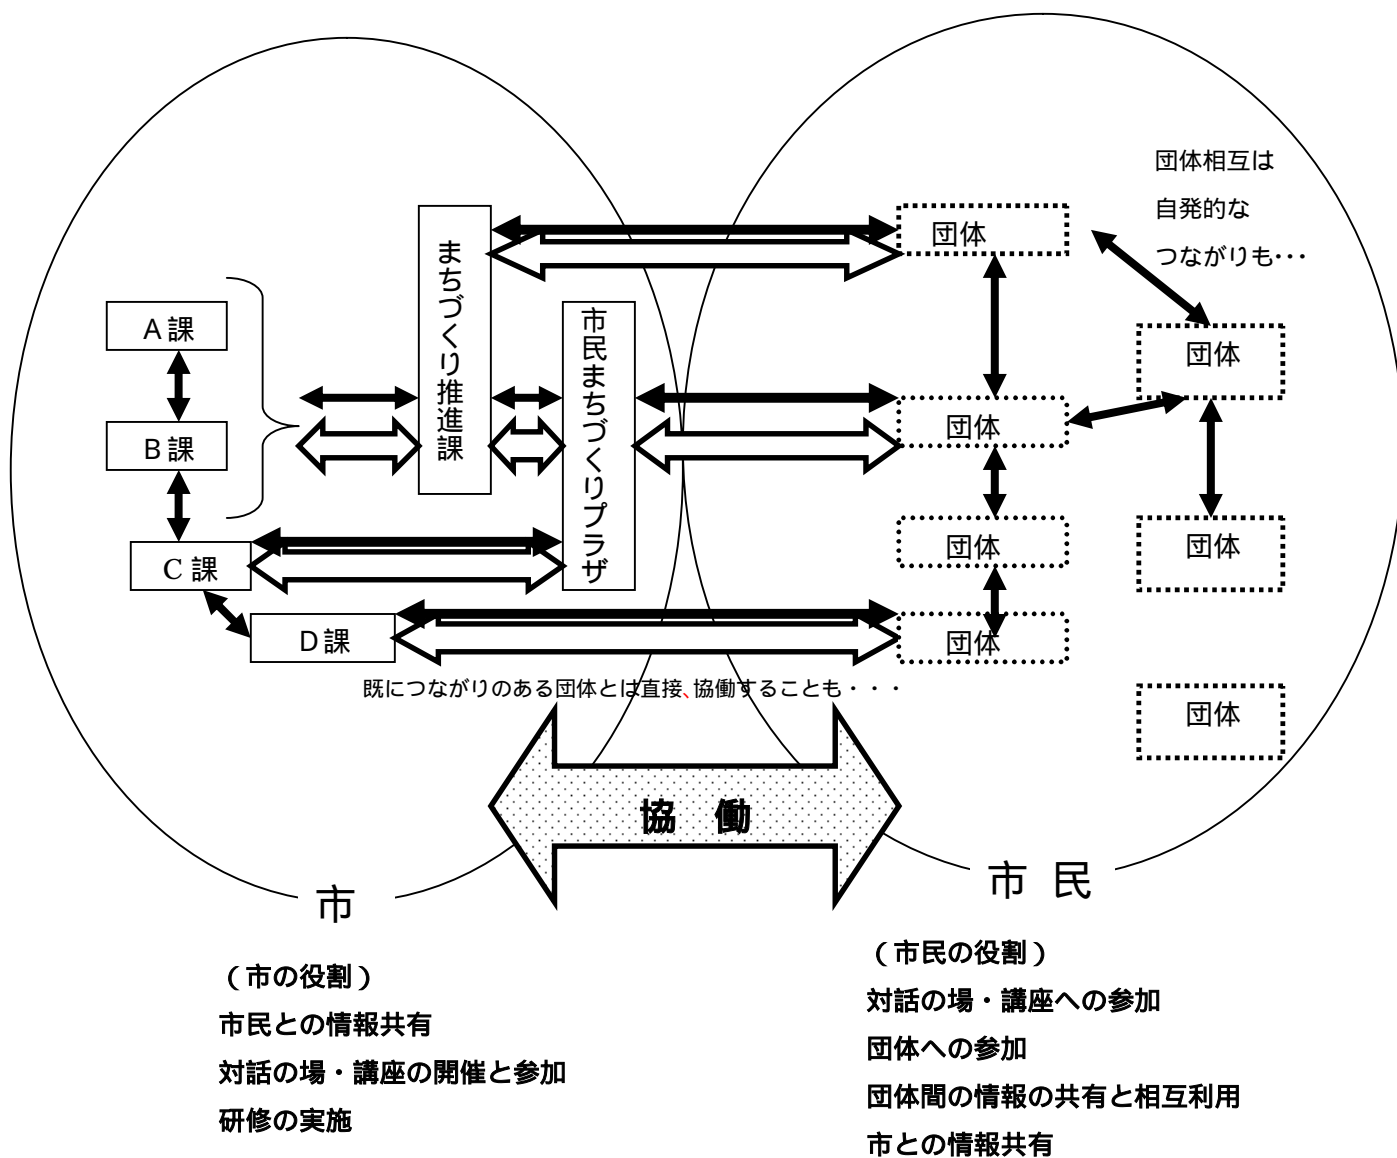 団体相互は
自発的な
つながりも・・・
まちづくり推進課
市民まちづくりプラザ
A課
B課
C課
D課
団体
団体
団体
団体
団体
団体
団体
既につながりのある団体とは直接、協働することも・・・
協 働
市
市 民
（市の役割）
市民との情報共有
対話の場・講座の開催と参加
研修の実施
（市民の役割）
対話の場・講座への参加
団体への参加
団体間の情報の共有と相互利用
市との情報共有